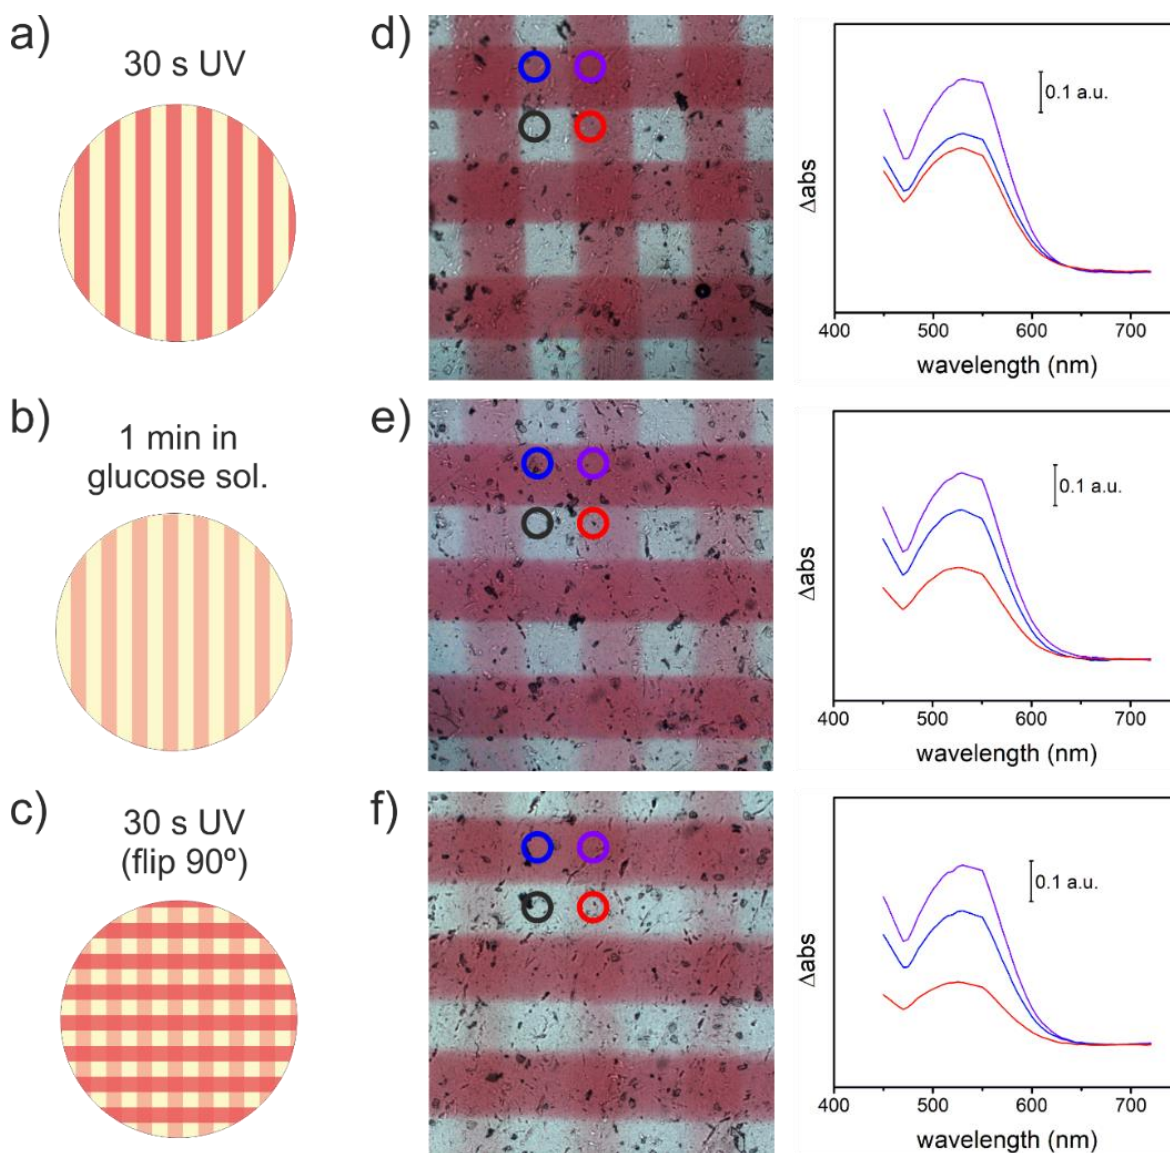 a)
30 s UV
d)
0.1 a.u.
Δabs
400 500 600 700
wavelength (nm)
b)
1 min in
glucose sol.
e)
0.1 a.u.
Δabs
400 500 600 700
wavelength (nm)
c)
30 s UV
(flip 90º)
f)
0.1 a.u.
Δabs
400 500 600 700
wavelength (nm)